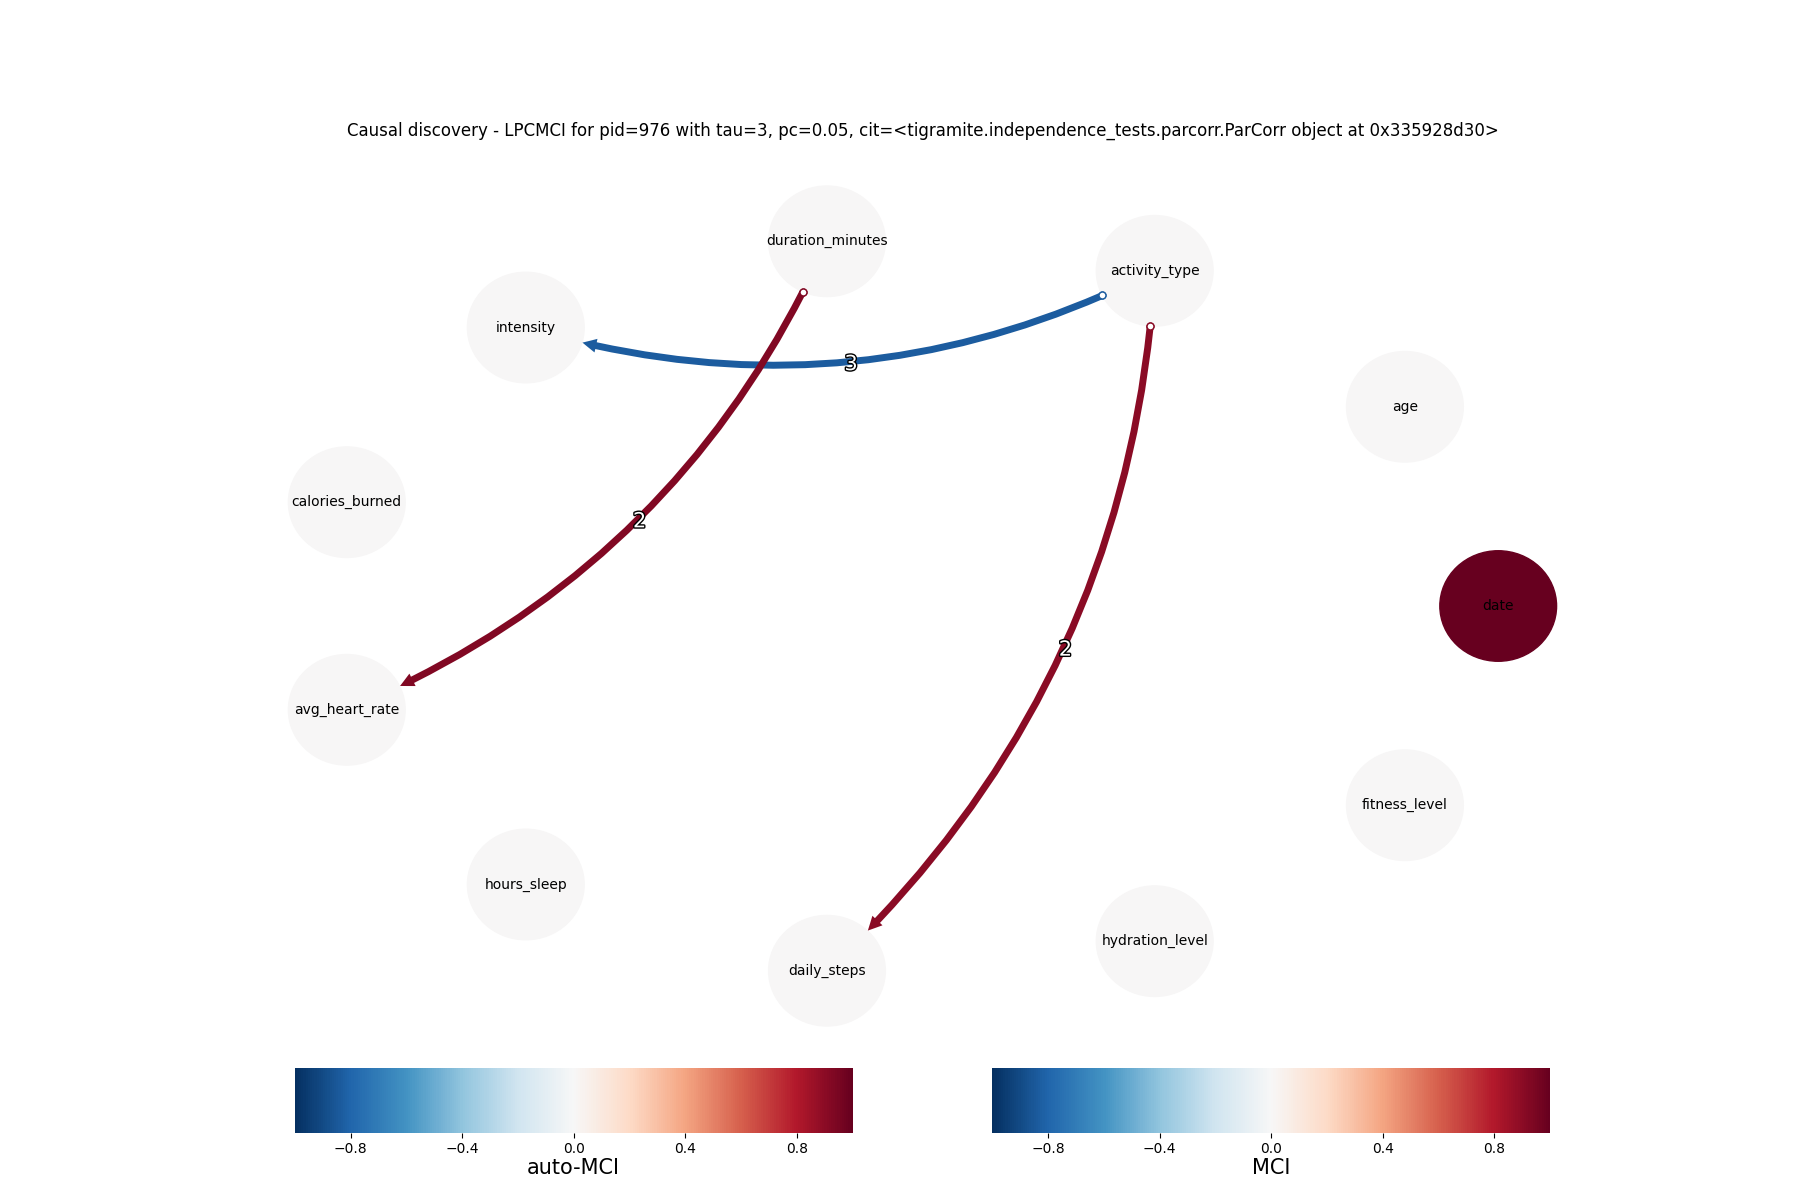 Causal discovery - LPCMCI for pid=976 with tau=3, pc=0.05, cit=<tigramite.independence_tests.parcorr.ParCorr object at 0x335928d30>
duration_minutes
activity_type
intensity
3
age
calories_burned
2
date
2
avg_heart_rate
fitness_level
hours_sleep
hydration_level
daily_steps
−0.8 −0.4 0.0 0.4 0.8
auto-MCI
−0.8 −0.4 0.0 0.4 0.8
MCI